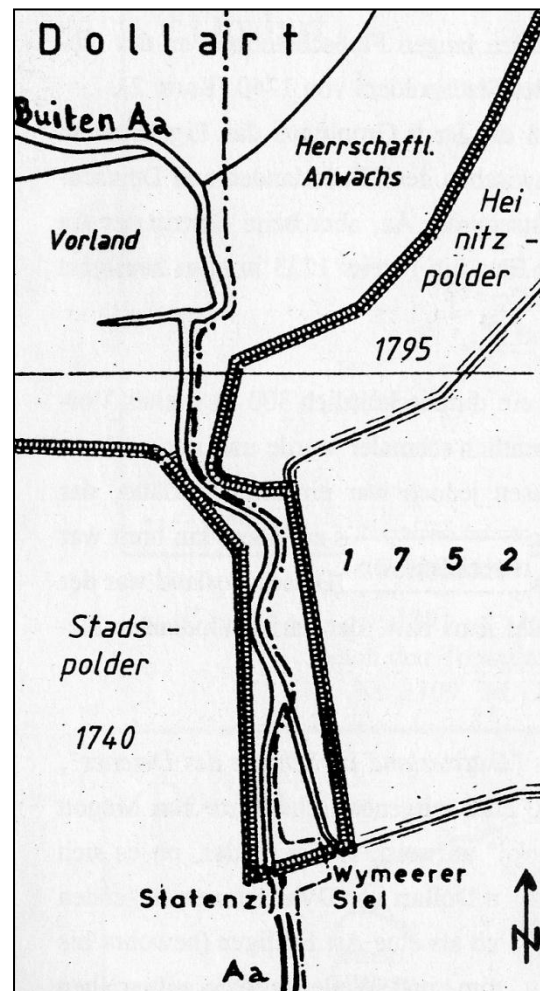 Dollart
Buiten Aa
Herrschaftl.
Anwachs
Vorland
Hei
nitz-
polder
1795
1 7 5 2
Stads-
polder
1740
Wymeerer
Statenzi
Siel
Aa
N